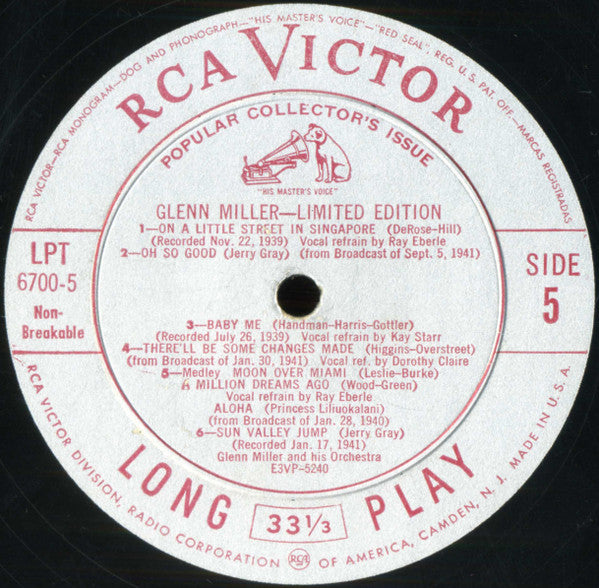 RCA VICTOR—RCA MONOGRAM—DOG AND PHONOGRAPH—"HIS MASTER'S VOICE"—"RED SEAL", REG. U.S. PAT. OFF.—MARCAS REGISTRADAS
RCA VICTOR
POPULAR COLLECTOR'S ISSUE
"HIS MASTER'S VOICE"
GLENN MILLER—LIMITED EDITION
1—ON A LITTLE STREET IN SINGAPORE (DeRose-Hill)
(Recorded Nov. 22, 1939) Vocal refrain by Ray Eberle
2—OH SO GOOD (Jerry Gray) (from Broadcast of Sept. 5, 1941)
LPT
6700-5
Non-
Breakable
SIDE
5
3—BABY ME (Handman-Harris-Gottler)
(Recorded July 26, 1939) Vocal refrain by Kay Starr
4—THERE'LL BE SOME CHANGES MADE (Higgins-Overstreet)
(from Broadcast of Jan. 30, 1941) Vocal ref. by Dorothy Claire
5—Medley MOON OVER MIAMI (Leslie-Burke)
A MILLION DREAMS AGO (Wood-Green)
Vocal refrain by Ray Eberle
ALOHA (Princess Liliuokalani)
(from Broadcast of Jan. 28, 1940)
6—SUN VALLEY JUMP (Jerry Gray)
(Recorded Jan. 17, 1941)
Glenn Miller and his Orchestra
E3VP-5240
LONG 33⅓ PLAY
RCA VICTOR DIVISION, RADIO CORPORATION RCA OF AMERICA, CAMDEN, N. J. MADE IN U.S.A.